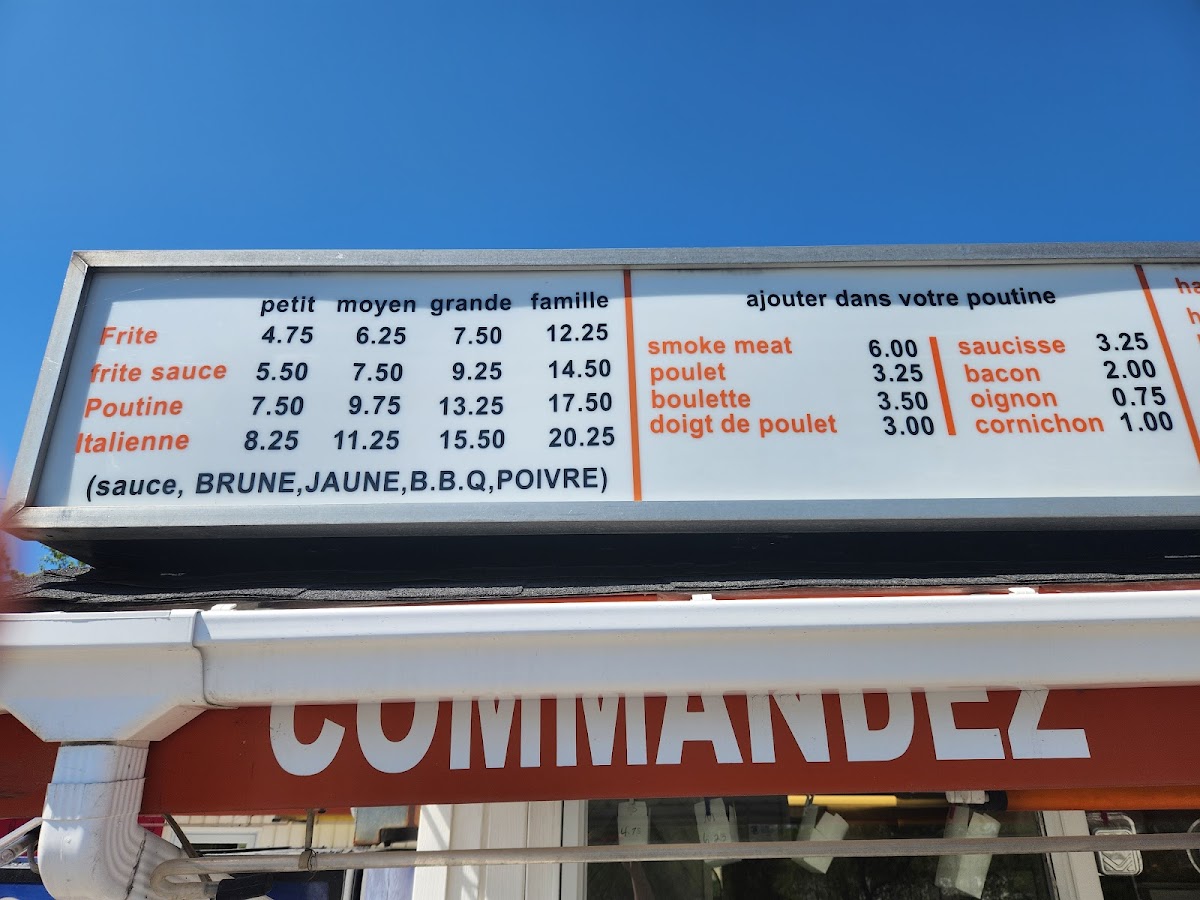 petit moyen grande famille
Frite 4.75 6.25 7.50 12.25
frite sauce 5.50 7.50 9.25 14.50
Poutine 7.50 9.75 13.25 17.50
Italienne 8.25 11.25 15.50 20.25
(sauce, BRUNE,JAUNE,B.B.Q,POIVRE)
ajouter dans votre poutine
smoke meat 6.00
poulet 3.25
boulette 3.50
doigt de poulet 3.00
saucisse 3.25
bacon 2.00
oignon 0.75
cornichon 1.00
COMMANDEZ